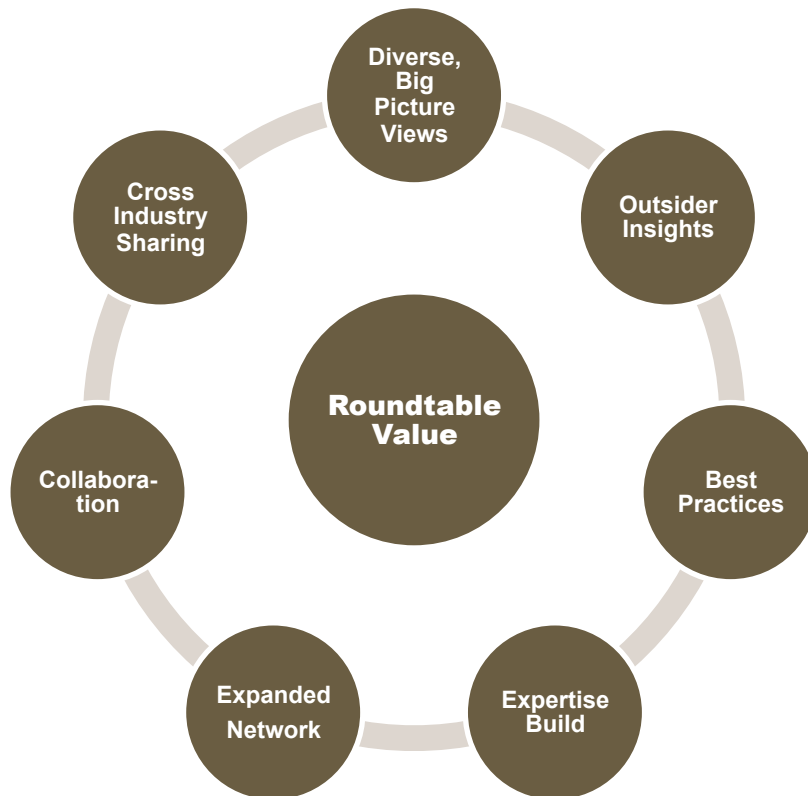 Diverse,
Big
Picture
Views
Outsider
Insights
Best
Practices
Expertise
Build
Expanded
Network
Collabora-
tion
Cross
Industry
Sharing
Roundtable
Value